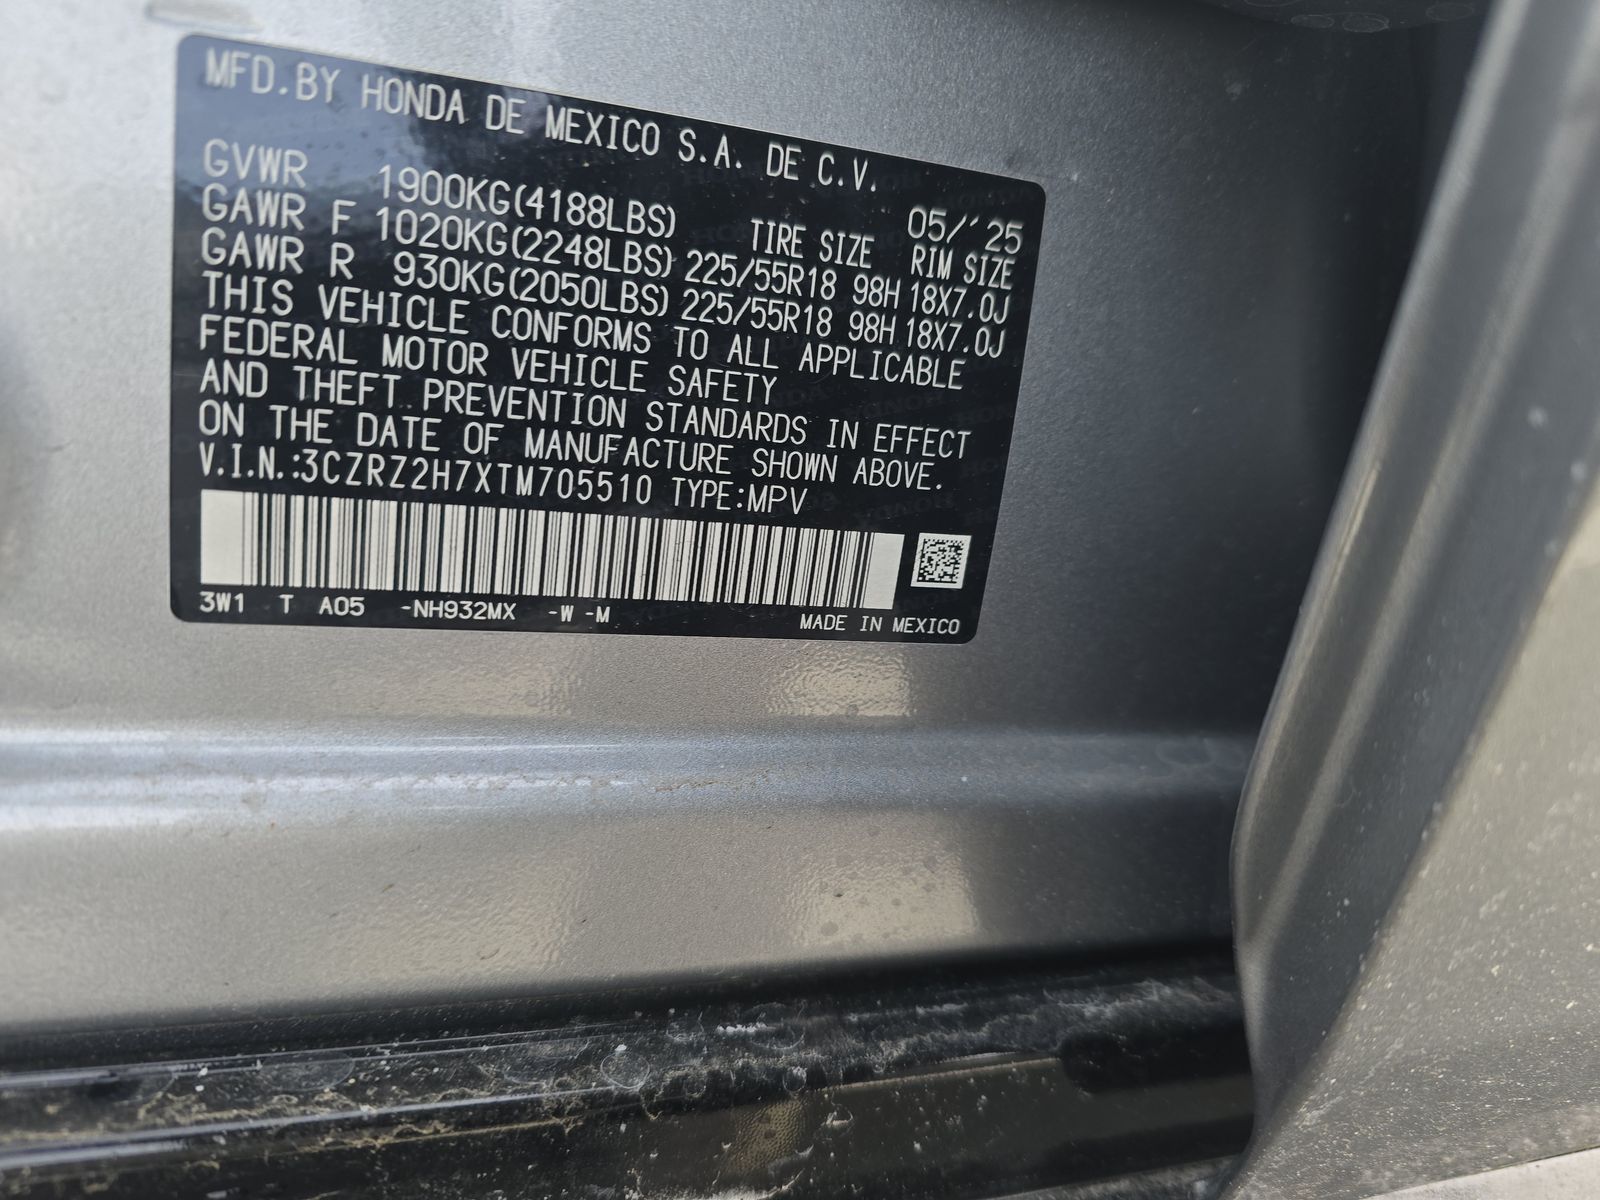 MFD.BY HONDA DE MEXICO S.A. DE C.V.
05/'25
GVWR 1900KG(4188LBS) TIRE SIZE RIM SIZE
GAWR F 1020KG(2248LBS) 225/55R18 98H 18X7.0J
GAWR R 930KG(2050LBS) 225/55R18 98H 18X7.0J
THIS VEHICLE CONFORMS TO ALL APPLICABLE
FEDERAL MOTOR VEHICLE SAFETY
AND THEFT PREVENTION STANDARDS IN EFFECT
ON THE DATE OF MANUFACTURE SHOWN ABOVE.
V.I.N.:3CZRZ2H7XTM705510 TYPE:MPV
3W1 T A05 -NH932MX -W -M
MADE IN MEXICO